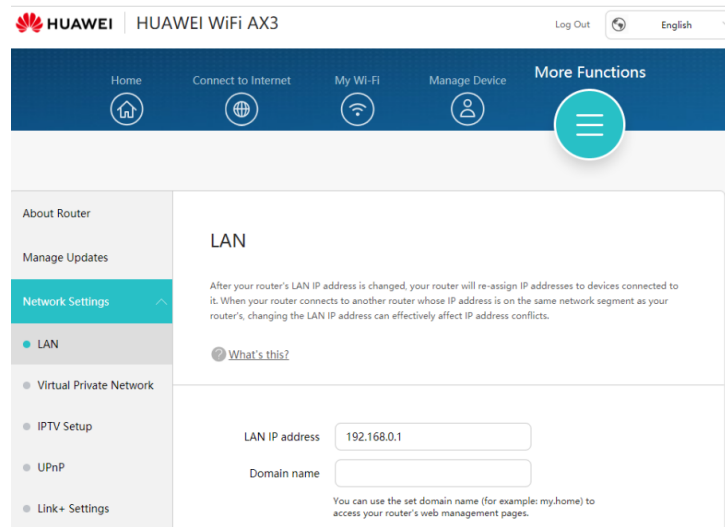 HUAWEI HUAWEI WiFi AX3
Log Out English
Home Connect to Internet My Wi-Fi Manage Device More Functions
About Router
Manage Updates
Network Settings
LAN
Virtual Private Network
IPTV Setup
UPnP
Link+ Settings
LAN
After your router's LAN IP address is changed, your router will re-assign IP addresses to devices connected to
it. When your router connects to another router whose IP address is on the same network segment as your
router's, changing the LAN IP address can effectively affect IP address conflicts.
? What's this?
LAN IP address 192.168.0.1
Domain name
You can use the set domain name (for example: my.home) to
access your router's web management pages.